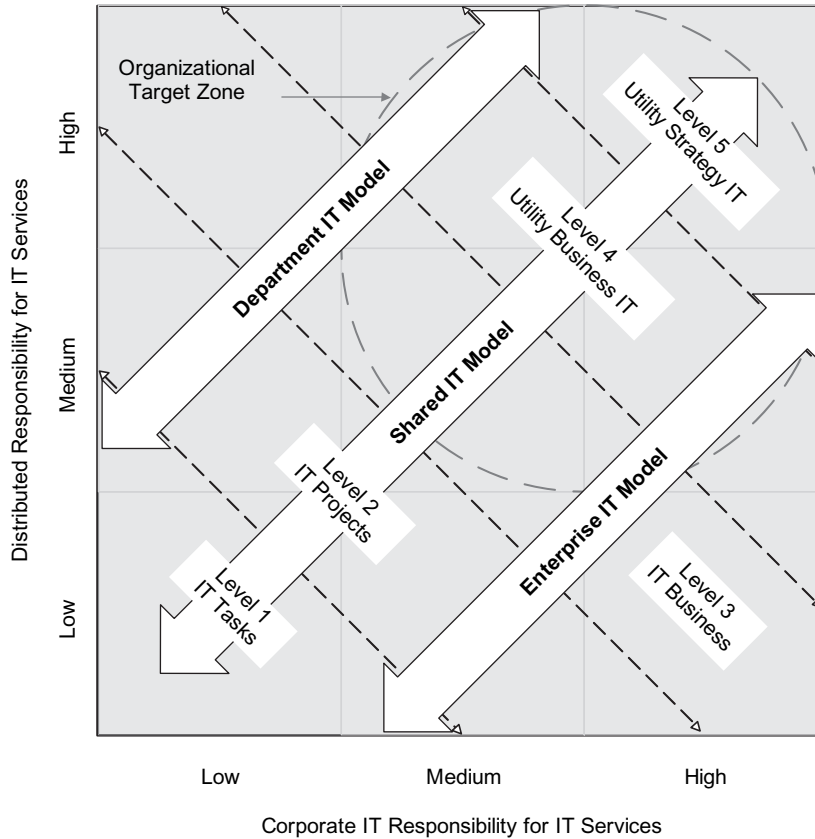 Organizational
Target Zone
High
Medium
Low
Distributed Responsibility for IT Services
Department IT Model
Shared IT Model
Enterprise IT Model
Level 5
Utility Strategy IT
Level 4
Utility Business IT
Level 2
IT Projects
Level 1
IT Tasks
Level 3
IT Business
Low
Medium
High
Corporate IT Responsibility for IT Services